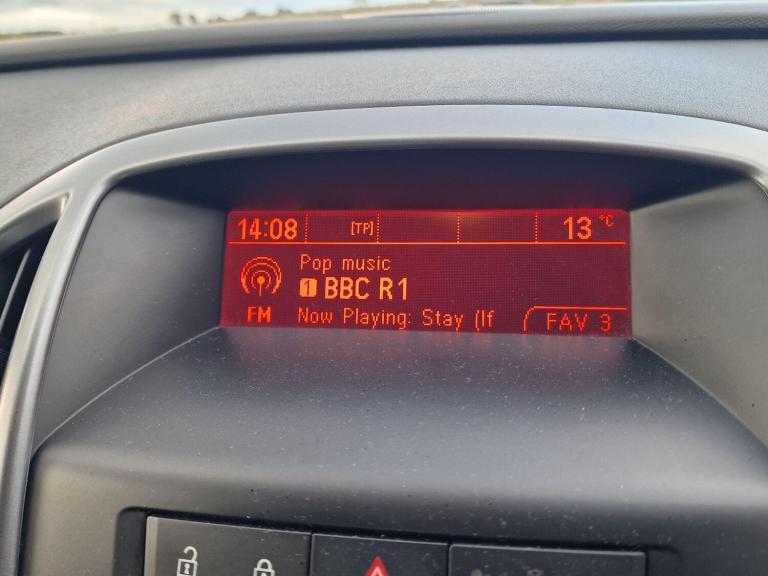 14:08 [TP] 13 °C
Pop music
1 BBC R1
FM Now Playing: Stay (If FAV 3